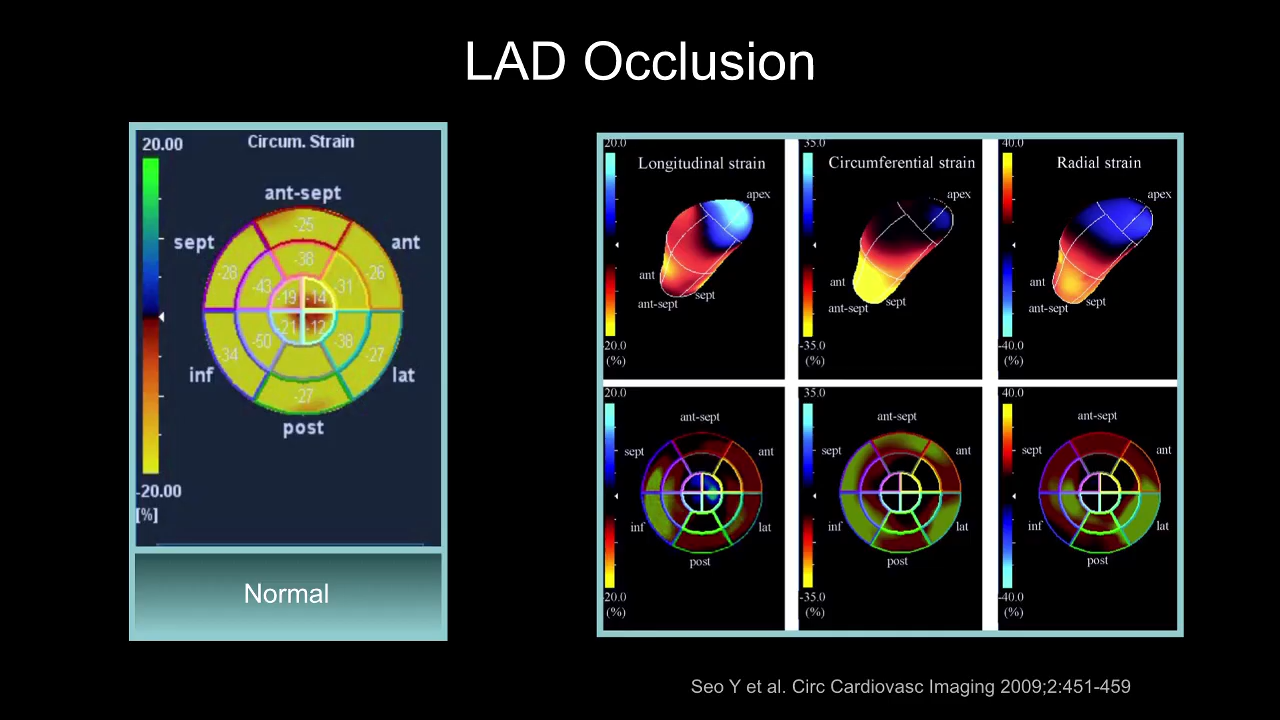 LAD Occlusion
20.00
Circum. Strain
ant-sept
sept
ant
-25
-38
-28
-26
-43
-31
-19
-14
-21
-12
-50
-38
-34
-27
-27
inf
lat
post
-20.00
[%]
Normal
20.0
Longitudinal strain
apex
ant
ant-sept
sept
20.0
(%)
35.0
Circumferential strain
apex
ant
ant-sept
sept
-35.0
(%)
40.0
Radial strain
apex
ant
ant-sept
sept
-40.0
(%)
20.0
ant-sept
sept
ant
inf
lat
post
20.0
(%)
35.0
ant-sept
sept
ant
inf
lat
post
-35.0
(%)
40.0
ant-sept
sept
ant
inf
lat
post
-40.0
(%)
Seo Y et al. Circ Cardiovasc Imaging 2009;2:451-459